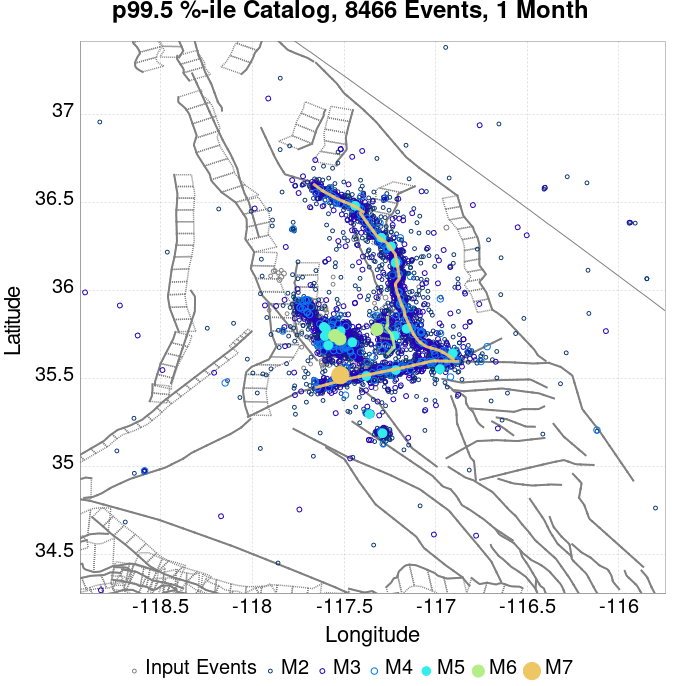 p99.5 %-ile Catalog, 8466 Events, 1 Month
37
36.5
36
35.5
35
34.5
Latitude
-118.5 -118 -117.5 -117 -116.5 -116
Longitude
Input Events M2 M3 M4 M5 M6 M7